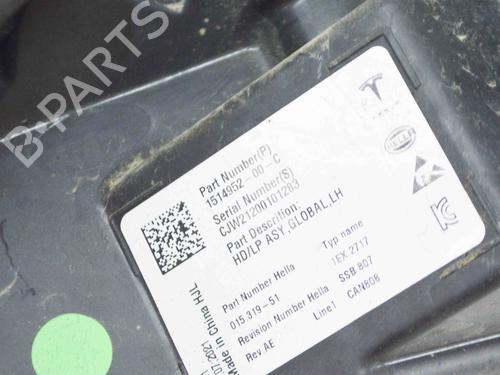 B-PARTS
TESLA
HELLA
Part Number(P)
1514952-00-C
Serial Number(S)
CJW21200101283
Part Descrition:
HD/LP ASY,GLOBAL,LH
Part Number Hella Typ name
015.319-51 1EX 2717
Revision Number Hella SSB 807
Rev AE Line1 CAN808
Made in China HJL